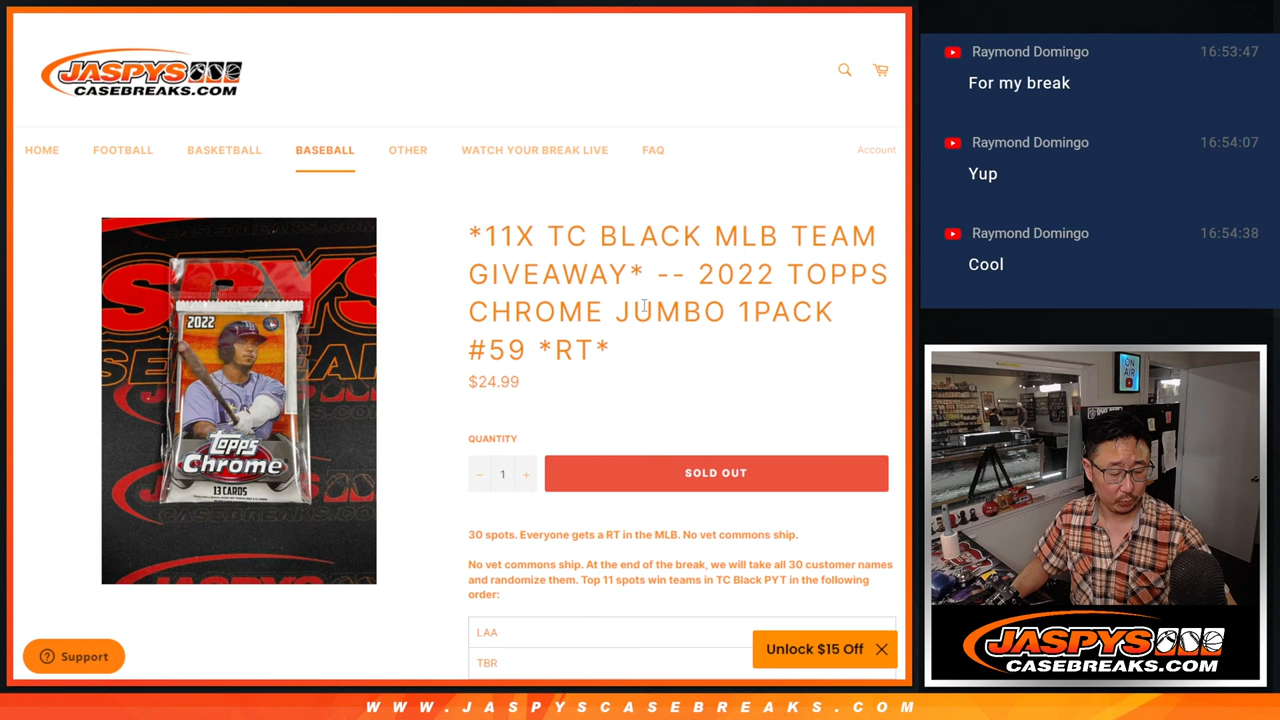 JASPYS
CASEBREAKS.COM
HOME FOOTBALL BASKETBALL BASEBALL OTHER WATCH YOUR BREAK LIVE FAQ Account
*11X TC BLACK MLB TEAM
GIVEAWAY* -- 2022 TOPPS
CHROME JUMBO 1PACK
#59 *RT*
$24.99
QUANTITY
− 1 +
SOLD OUT
30 spots. Everyone gets a RT in the MLB. No vet commons ship.
No vet commons ship. At the end of the break, we will take all 30 customer names
and randomize them. Top 11 spots win teams in TC Black PYT in the following
order:
LAA
TBR
2022
topps
Chrome
13 CARDS
Support
Unlock $15 Off
Raymond Domingo 16:53:47
For my break
Raymond Domingo 16:54:07
Yup
Raymond Domingo 16:54:38
Cool
ON
AIR
JASPYS
CASEBREAKS.COM
WWW.JASPYSCASEBREAKS.COM